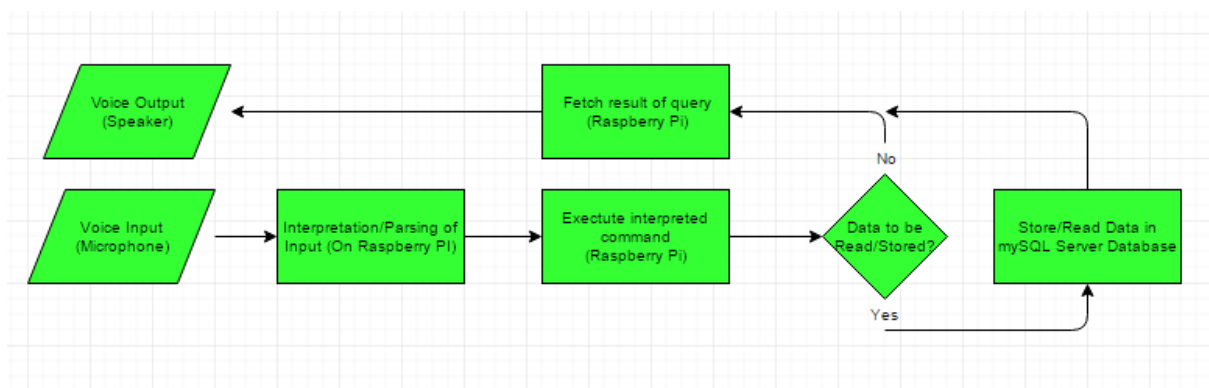 Voice Output
(Speaker)
Fetch result of query
(Raspberry Pi)
No
Voice Input
(Microphone)
Interpretation/Parsing of
Input (On Raspberry PI)
Exectute interpreted
command
(Raspberry Pi)
Data to be
Read/Stored?
Store/Read Data in
mySQL Server Database
Yes